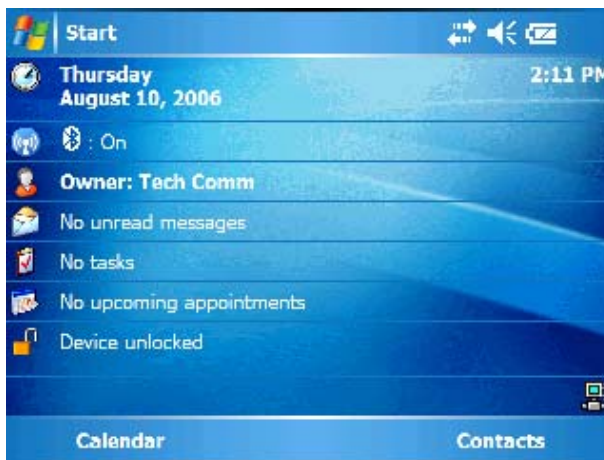 Start
Thursday 2:11 PM
August 10, 2006
: On
Owner: Tech Comm
No unread messages
No tasks
No upcoming appointments
Device unlocked
Calendar Contacts